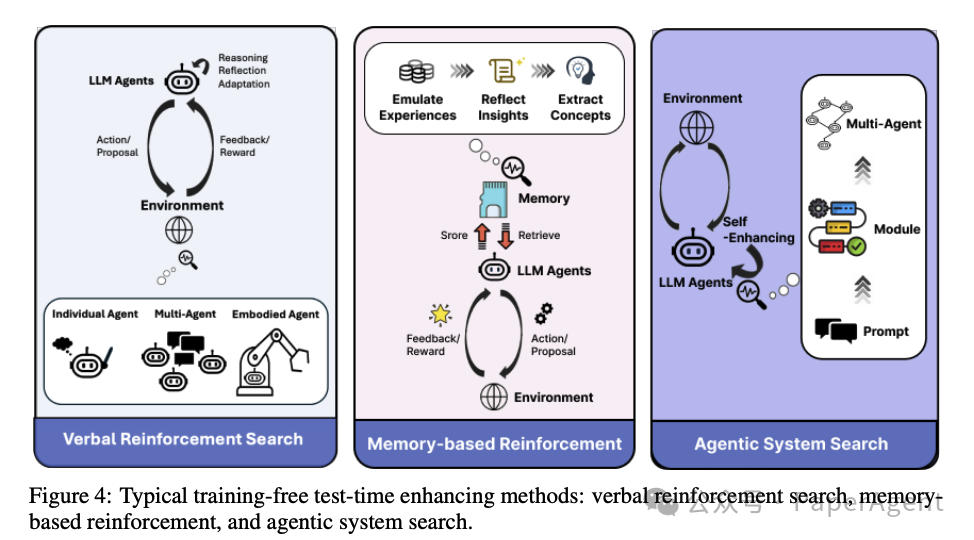 LLM Agents
Reasoning
Reflection
Adaptation
Action/
Proposal
Feedback/
Reward
Environment
Individual Agent
Multi-Agent
Embodied Agent
Verbal Reinforcement Search
Emulate
Experiences
Reflect
Insights
Extract
Concepts
Memory
Srore
Retrieve
LLM Agents
Feedback/
Reward
Action/
Proposal
Environment
Memory-based Reinforcement
Environment
Self
-Enhancing
LLM Agents
Multi-Agent
Module
Prompt
Agentic System Search
Figure 4: Typical training-free test-time enhancing methods: verbal reinforcement search, memory-
based reinforcement, and agentic system search.
公众号 · PaperAgent